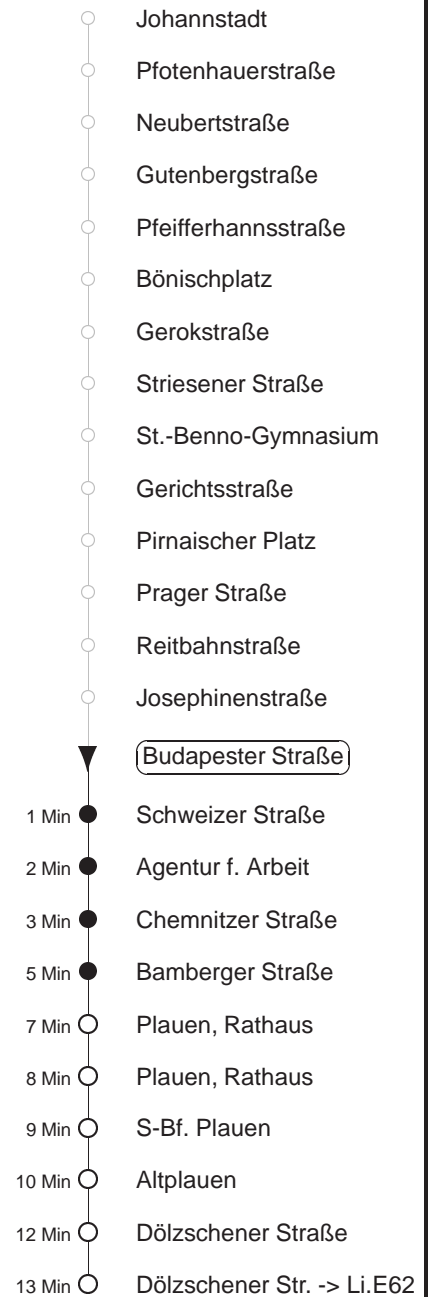 Johannstadt
Pfotenhauerstraße
Neubertstraße
Gutenbergstraße
Pfeifferhannsstraße
Bönischplatz
Gerokstraße
Striesener Straße
St.-Benno-Gymnasium
Gerichtsstraße
Pirnaischer Platz
Prager Straße
Reitbahnstraße
Josephinenstraße
Budapester Straße
1 Min Schweizer Straße
2 Min Agentur f. Arbeit
3 Min Chemnitzer Straße
5 Min Bamberger Straße
7 Min Plauen, Rathaus
8 Min Plauen, Rathaus
9 Min S-Bf. Plauen
10 Min Altplauen
12 Min Dölzschener Straße
13 Min Dölzschener Str. -> Li.E62